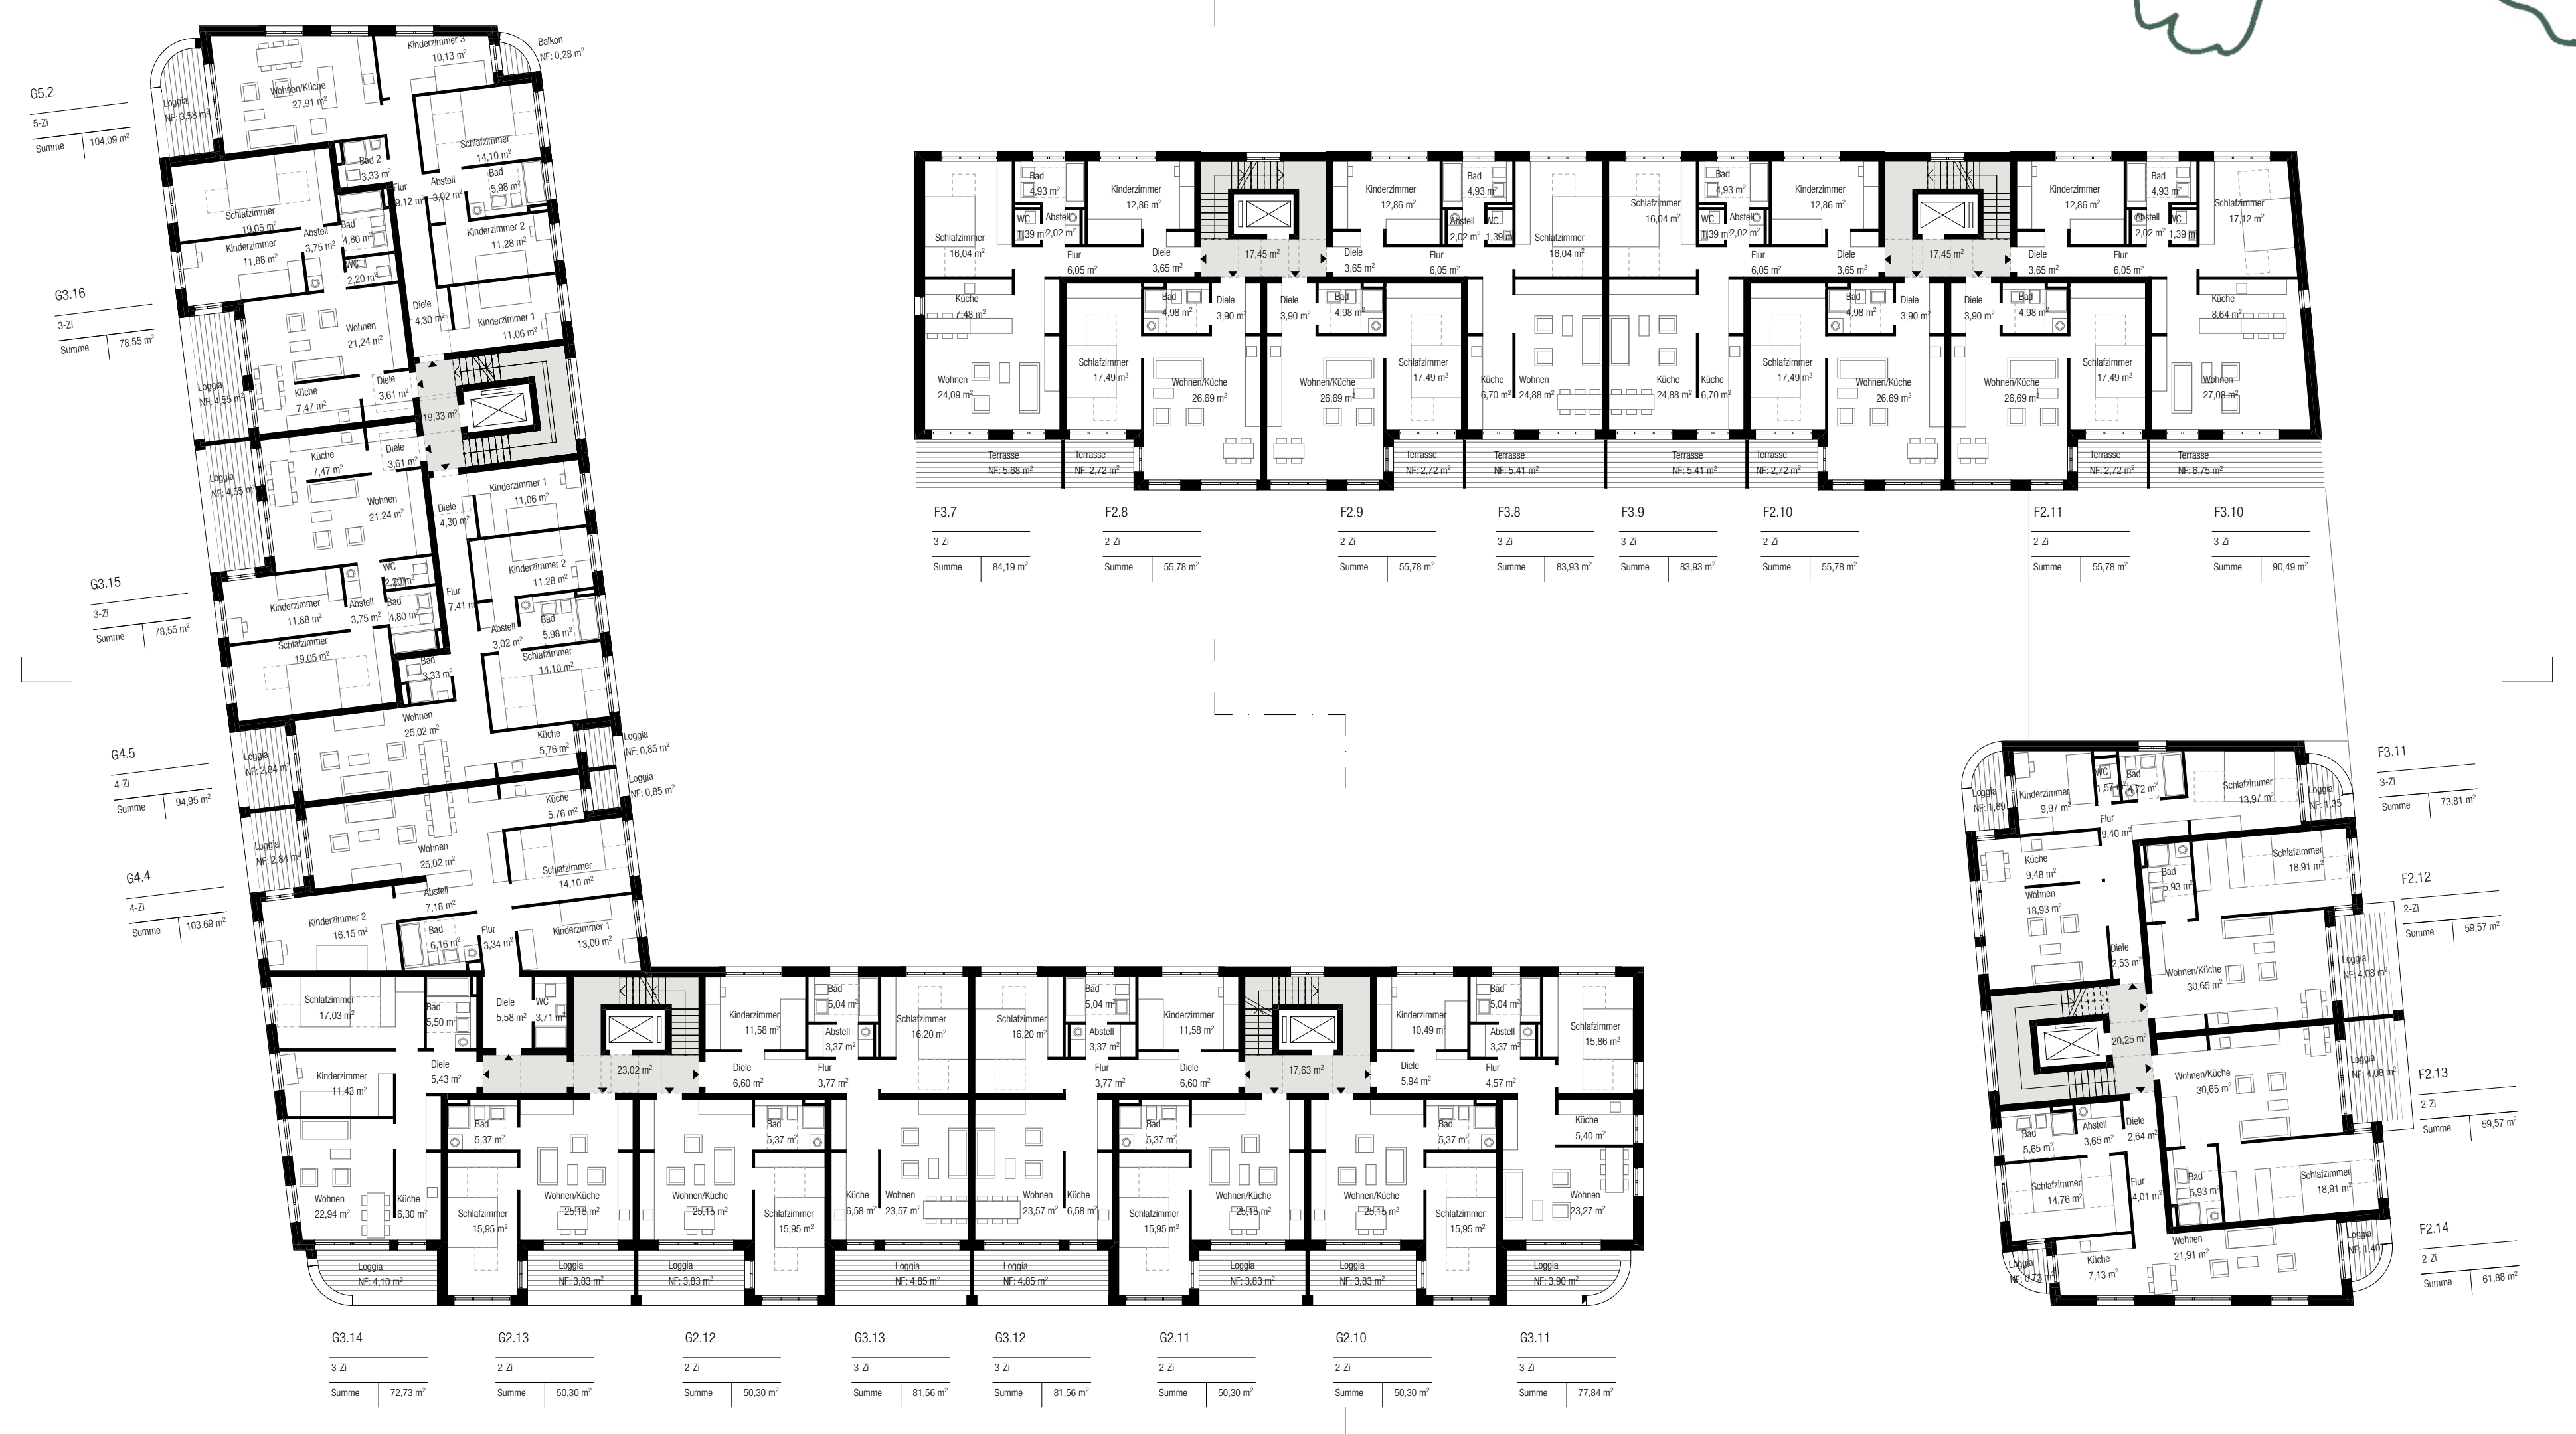 G5.2
5-Zi
Summe 104,09 m²
G3.16
3-Zi
Summe 78,55 m²
G3.15
3-Zi
Summe 78,55 m²
G4.5
4-Zi
Summe 94,95 m²
G4.4
4-Zi
Summe 103,69 m²
Kinderzimmer 3
10,13 m²
Balkon
NF: 0,28 m²
Wohnen/Küche
27,91 m²
Loggia
NF: 3,58 m²
Schlafzimmer
14,10 m²
Bad 2
3,33 m²
Flur
9,12 m²
Abstell
3,02 m²
Bad
5,98 m²
Schlafzimmer
19,05 m²
Kinderzimmer
11,88 m²
Abstell
3,75 m²
Bad
4,80 m²
WC
2,20 m²
Kinderzimmer 2
11,28 m²
Diele
4,30 m²
Kinderzimmer 1
11,06 m²
Wohnen
21,24 m²
Loggia
NF: 4,55 m²
Küche
7,47 m²
Diele
3,61 m²
19,33 m²
Küche
7,47 m²
Diele
3,61 m²
Loggia
NF: 4,55 m²
Wohnen
21,24 m²
Kinderzimmer 1
11,06 m²
Diele
4,30 m²
WC
2,20 m²
Kinderzimmer 2
11,28 m²
Kinderzimmer
11,88 m²
Abstell
3,75 m²
Bad
4,80 m²
Flur
7,41 m
Abstell
3,02 m²
Bad
5,98 m²
Schlafzimmer
19,05 m²
Bad
3,33 m²
Schlafzimmer
14,10 m²
Wohnen
25,02 m²
Küche
5,76 m²
Loggia
NF: 0,85 m²
Loggia
NF: 2,84 m²
Loggia
NF: 0,85 m²
Küche
5,76 m²
Loggia
NF: 2,84 m²
Wohnen
25,02 m²
Schlafzimmer
14,10 m²
Abstell
7,18 m²
Kinderzimmer 2
16,15 m²
Bad
6,16 m²
Flur
3,34 m²
Kinderzimmer 1
13,00 m²
Schlafzimmer
17,03 m²
Bad
5,50 m²
Diele
5,58 m²
WC
3,71 m²
Kinderzimmer
11,43 m²
Diele
5,43 m²
23,02 m²
Kinderzimmer
11,58 m²
Bad
5,04 m²
Abstell
3,37 m²
Schlafzimmer
16,20 m²
Diele
6,60 m²
Flur
3,77 m²
Schlafzimmer
16,20 m²
Bad
5,04 m²
Abstell
3,37 m²
Kinderzimmer
11,58 m²
Flur
3,77 m²
Diele
6,60 m²
17,63 m²
Kinderzimmer
10,49 m²
Bad
5,04 m²
Abstell
3,37 m²
Schlafzimmer
15,86 m²
Diele
5,94 m²
Flur
4,57 m²
Wohnen
22,94 m²
Küche
6,30 m²
Bad
5,37 m²
Schlafzimmer
15,95 m²
Wohnen/Küche
25,15 m²
Wohnen/Küche
25,15 m²
Bad
5,37 m²
Schlafzimmer
15,95 m²
Küche
6,58 m²
Wohnen
23,57 m²
Wohnen
23,57 m²
Küche
6,58 m²
Bad
5,37 m²
Schlafzimmer
15,95 m²
Wohnen/Küche
25,15 m²
Wohnen/Küche
25,15 m²
Bad
5,37 m²
Schlafzimmer
15,95 m²
Küche
5,40 m²
Wohnen
23,27 m²
Loggia
NF: 4,10 m²
Loggia
NF: 3,83 m²
Loggia
NF: 3,83 m²
Loggia
NF: 4,85 m²
Loggia
NF: 4,85 m²
Loggia
NF: 3,83 m²
Loggia
NF: 3,83 m²
Loggia
NF: 3,90 m²
G3.14
3-Zi
Summe 72,73 m²
G2.13
2-Zi
Summe 50,30 m²
G2.12
2-Zi
Summe 50,30 m²
G3.13
3-Zi
Summe 81,56 m²
G3.12
3-Zi
Summe 81,56 m²
G2.11
2-Zi
Summe 50,30 m²
G2.10
2-Zi
Summe 50,30 m²
G3.11
3-Zi
Summe 77,84 m²
Schlafzimmer
16,04 m²
Bad
4,93 m²
WC
1,39 m²
Abstell
2,02 m²
Kinderzimmer
12,86 m²
Flur
6,05 m²
Diele
3,65 m²
17,45 m²
Kinderzimmer
12,86 m²
Bad
4,93 m²
Abstell
2,02 m²
WC
1,39 m²
Schlafzimmer
16,04 m²
Diele
3,65 m²
Flur
6,05 m²
Schlafzimmer
16,04 m²
Bad
4,93 m²
WC
1,39 m²
Abstell
2,02 m²
Kinderzimmer
12,86 m²
Flur
6,05 m²
Diele
3,65 m²
17,45 m²
Kinderzimmer
12,86 m²
Bad
4,93 m²
Abstell
2,02 m²
WC
1,39 m²
Schlafzimmer
17,12 m²
Diele
3,65 m²
Flur
6,05 m²
Küche
7,48 m²
Wohnen
24,09 m²
Bad
4,98 m²
Diele
3,90 m²
Schlafzimmer
17,49 m²
Wohnen/Küche
26,69 m²
Diele
3,90 m²
Bad
4,98 m²
Wohnen/Küche
26,69 m²
Schlafzimmer
17,49 m²
Küche
6,70 m²
Wohnen
24,88 m²
Küche
24,88 m²
Küche
6,70 m²
Schlafzimmer
17,49 m²
Bad
4,98 m²
Diele
3,90 m²
Wohnen/Küche
26,69 m²
Diele
3,90 m²
Bad
4,98 m²
Wohnen/Küche
26,69 m²
Schlafzimmer
17,49 m²
Küche
8,64 m²
Wohnen
27,08 m²
Terrasse
NF: 5,68 m²
Terrasse
NF: 2,72 m²
Terrasse
NF: 2,72 m²
Terrasse
NF: 5,41 m²
Terrasse
NF: 5,41 m²
Terrasse
NF: 2,72 m²
Terrasse
NF: 2,72 m²
Terrasse
NF: 6,75 m²
F3.7
3-Zi
Summe 84,19 m²
F2.8
2-Zi
Summe 55,78 m²
F2.9
2-Zi
Summe 55,78 m²
F3.8
3-Zi
Summe 83,93 m²
F3.9
3-Zi
Summe 83,93 m²
F2.10
2-Zi
Summe 55,78 m²
F2.11
2-Zi
Summe 55,78 m²
F3.10
3-Zi
Summe 90,49 m²
Loggia
NF: 1,89
Kinderzimmer
9,97 m²
WC
1,57
Bad
4,72 m²
Schlafzimmer
13,97 m²
Loggia
NF: 1,35
Flur
9,40 m²
Küche
9,48 m²
Wohnen
18,93 m²
Bad
5,93 m²
Schlafzimmer
18,91 m²
Diele
2,53 m²
Wohnen/Küche
30,65 m²
Loggia
NF: 4,08 m²
20,25 m²
Wohnen/Küche
30,65 m²
Loggia
NF: 4,08 m²
Bad
5,65 m²
Abstell
3,65 m²
Diele
2,64 m²
Schlafzimmer
14,76 m²
Flur
4,01 m²
Bad
5,93 m²
Schlafzimmer
18,91 m²
Loggia
NF: 0,73 m²
Küche
7,13 m²
Wohnen
21,91 m²
Loggia
NF: 1,40
F3.11
3-Zi
Summe 73,81 m²
F2.12
2-Zi
Summe 59,57 m²
F2.13
2-Zi
Summe 59,57 m²
F2.14
2-Zi
Summe 61,88 m²